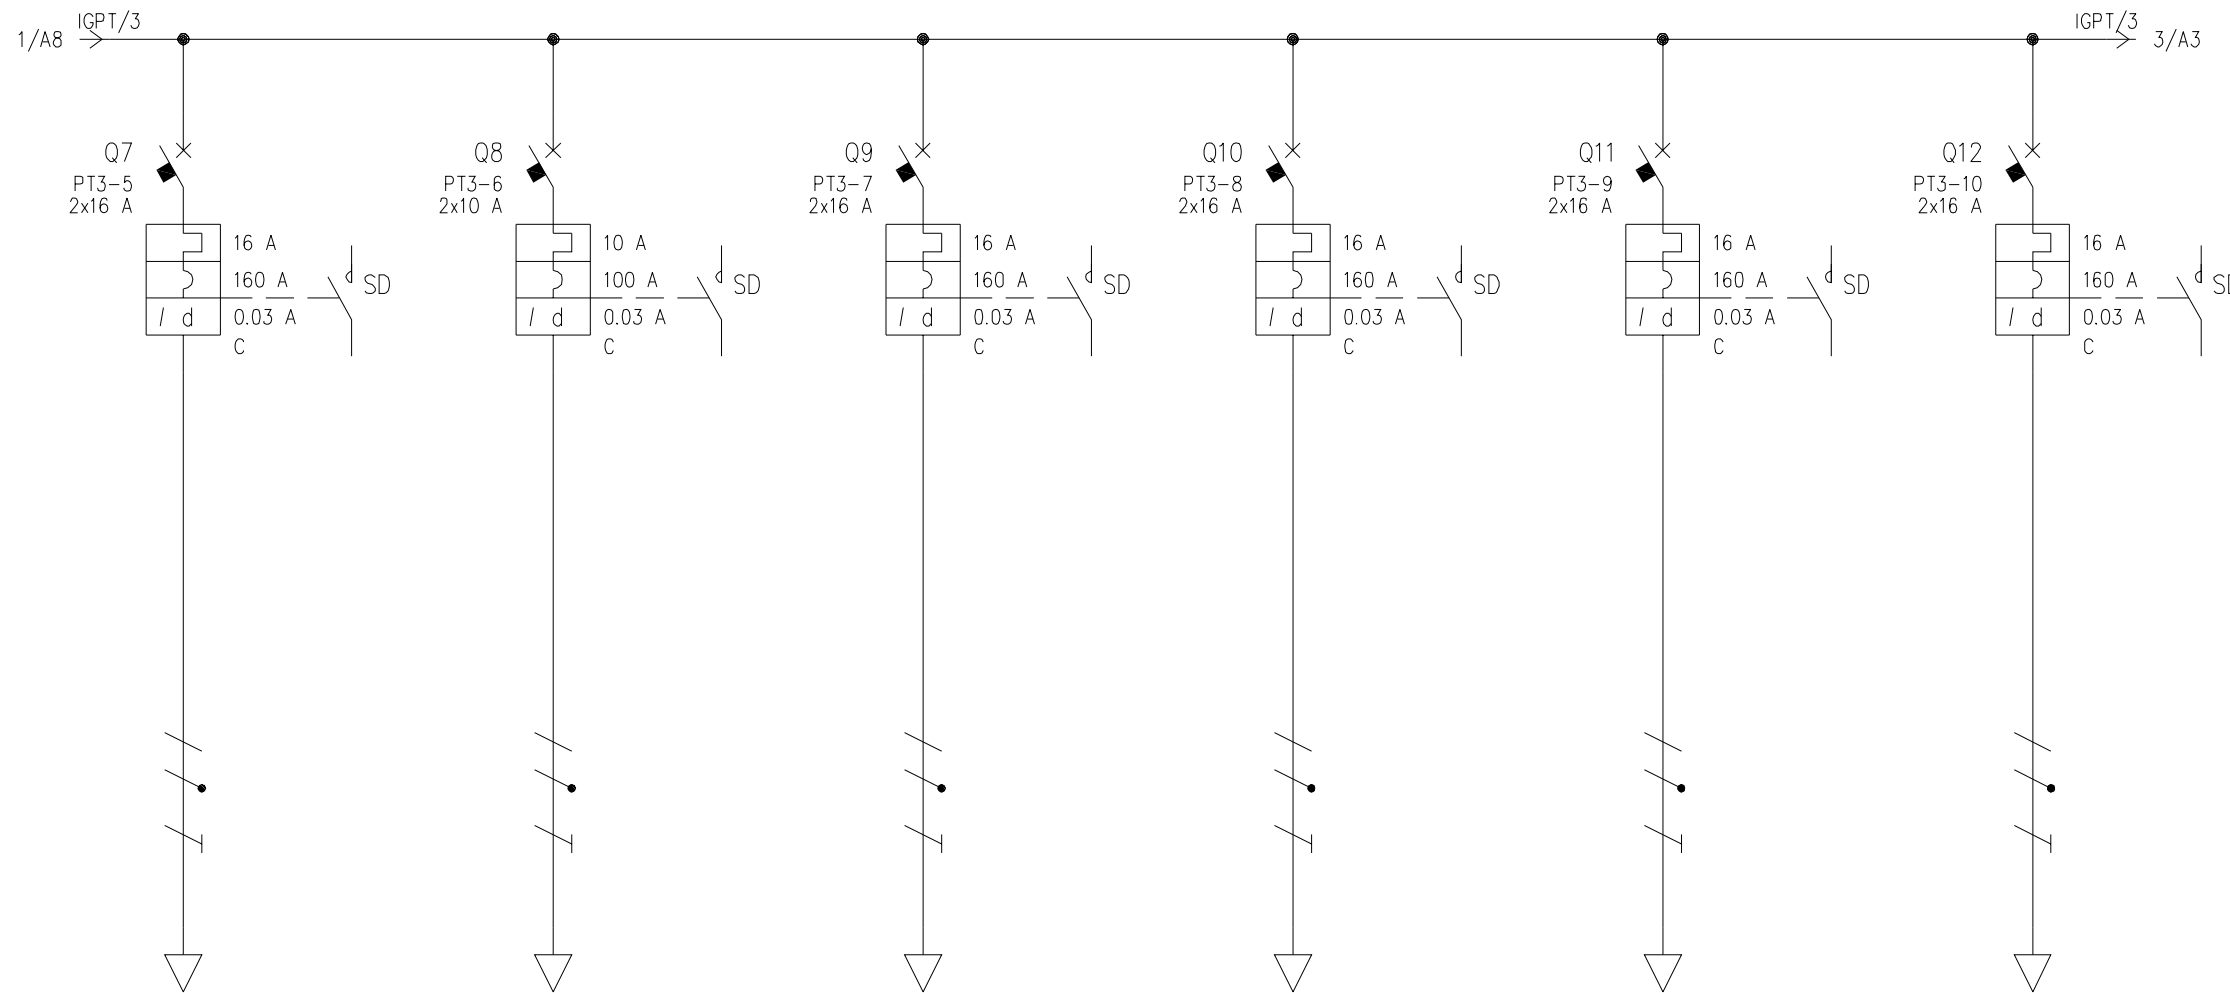 IGPT/3
1/A8
IGPT/3
3/A3
Q7
PT3-5
2x16 A
16 A
160 A
SD
I d
0.03 A
C
Q8
PT3-6
2x10 A
10 A
100 A
SD
I d
0.03 A
C
Q9
PT3-7
2x16 A
16 A
160 A
SD
I d
0.03 A
C
Q10
PT3-8
2x16 A
16 A
160 A
SD
I d
0.03 A
C
Q11
PT3-9
2x16 A
16 A
160 A
SD
I d
0.03 A
C
Q12
PT3-10
2x16 A
16 A
160 A
I d
0.03 A
C